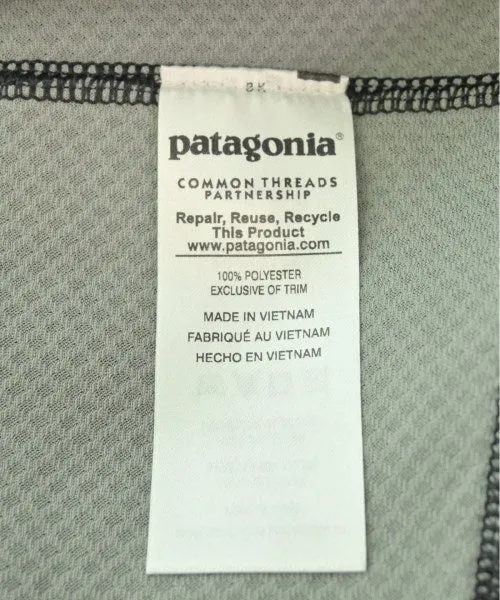 patagonia®
COMMON THREADS
PARTNERSHIP
Repair, Reuse, Recycle
This Product
www.patagonia.com
100% POLYESTER
EXCLUSIVE OF TRIM
MADE IN VIETNAM
FABRIQUÉ AU VIETNAM
HECHO EN VIETNAM